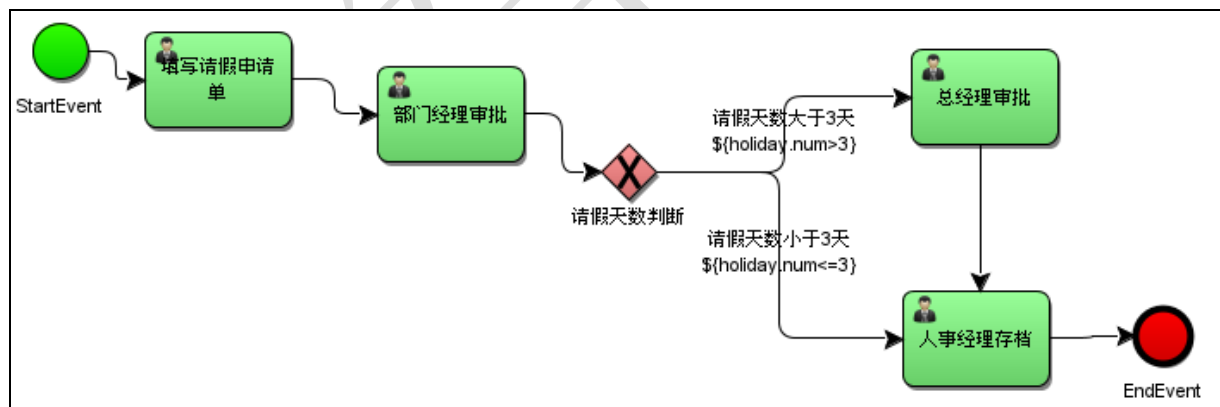 StartEvent
填写请假申请
单
部门经理审批
请假天数判断
请假天数大于3天
${holiday.num>3}
总经理审批
请假天数小于3天
${holiday.num<=3}
人事经理存档
EndEvent